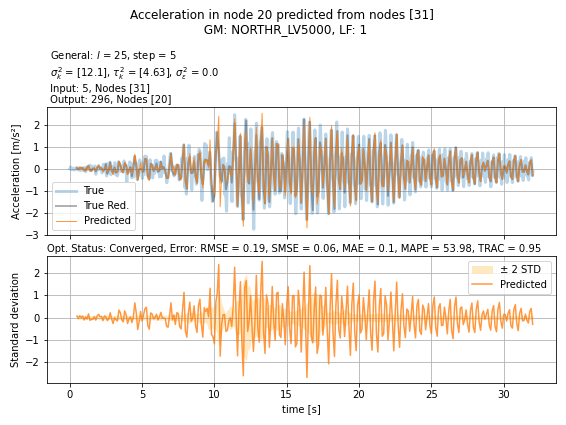 Acceleration in node 20 predicted from nodes [31]
GM: NORTHR_LV5000, LF: 1
General: l = 25, step = 5
σ²ₖ = [12.1], τ²ₖ = [4.63], σ²ε = 0.0
Input: 5, Nodes [31]
Output: 296, Nodes [20]
Acceleration [m/s²]
2
1
0
−1
−2
−3
True
True Red.
Predicted
Opt. Status: Converged, Error: RMSE = 0.19, SMSE = 0.06, MAE = 0.1, MAPE = 53.98, TRAC = 0.95
Standard deviation
2
1
0
−1
−2
± 2 STD
Predicted
0 5 10 15 20 25 30
time [s]